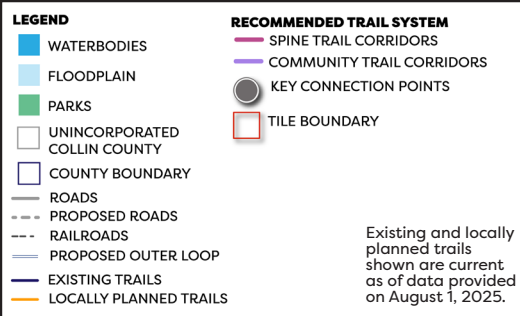 LEGEND
WATERBODIES
FLOODPLAIN
PARKS
UNINCORPORATED
COLLIN COUNTY
COUNTY BOUNDARY
ROADS
PROPOSED ROADS
RAILROADS
PROPOSED OUTER LOOP
EXISTING TRAILS
LOCALLY PLANNED TRAILS
RECOMMENDED TRAIL SYSTEM
SPINE TRAIL CORRIDORS
COMMUNITY TRAIL CORRIDORS
KEY CONNECTION POINTS
TILE BOUNDARY
Existing and locally
planned trails
shown are current
as of data provided
on August 1, 2025.